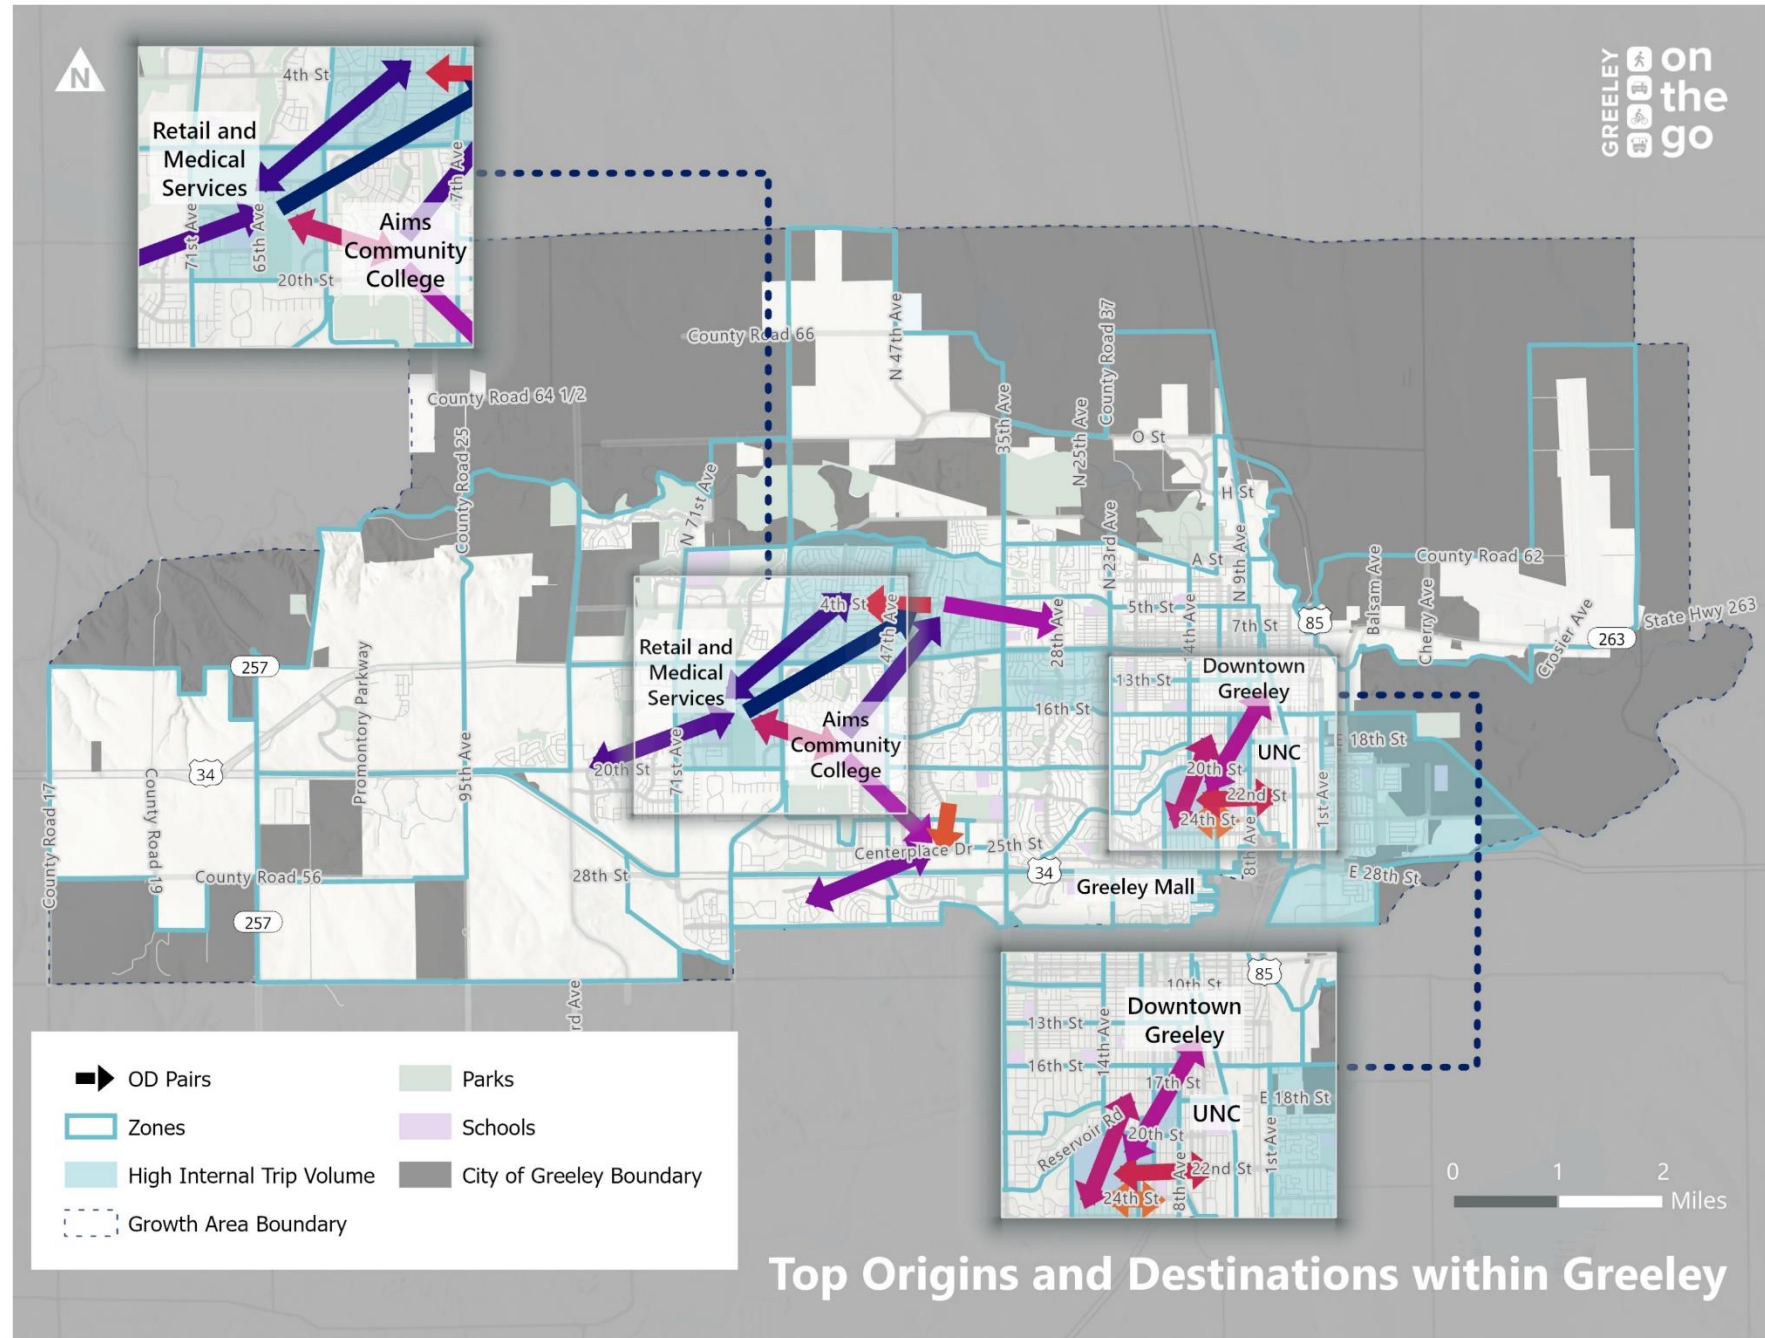 N
4th St
Retail and
Medical
Services
47th Ave
71st Ave
65th Ave
Aims
Community
College
20th St
GREELEY
on
the
go
County Road 66
N 47th Ave
County Road 37
County Road 64 1/2
35th Ave
N 25th Ave
O St
County Road 25
N 71st Ave
H St
N 23rd Ave
A St
N 9th Ave
County Road 62
Balsam Ave
Cherry Ave
Crosier Ave
State Hwy 263
263
4th St
47th Ave
5th St
7th St
85
28th Ave
14th Ave
Retail and
Medical
Services
257
Promontory Parkway
13th St
Downtown
Greeley
16th St
UNC
E 18th St
Aims
Community
College
71st Ave
20th St
20th St
22nd St
24th St
1st Ave
8th Ave
34
County Road 17
County Road 19
95th Ave
Centerplace Dr
25th St
34
E 28th St
28th St
County Road 56
Greeley Mall
257
rd Ave
85
10th St
Downtown
Greeley
13th St
14th Ave
16th St
17th St
E 18th St
UNC
Reservoir Rd
20th St
1st Ave
22nd St
24th St
8th Ave
OD Pairs
Zones
High Internal Trip Volume
Growth Area Boundary
Parks
Schools
City of Greeley Boundary
0 1 2
Miles
Top Origins and Destinations within Greeley